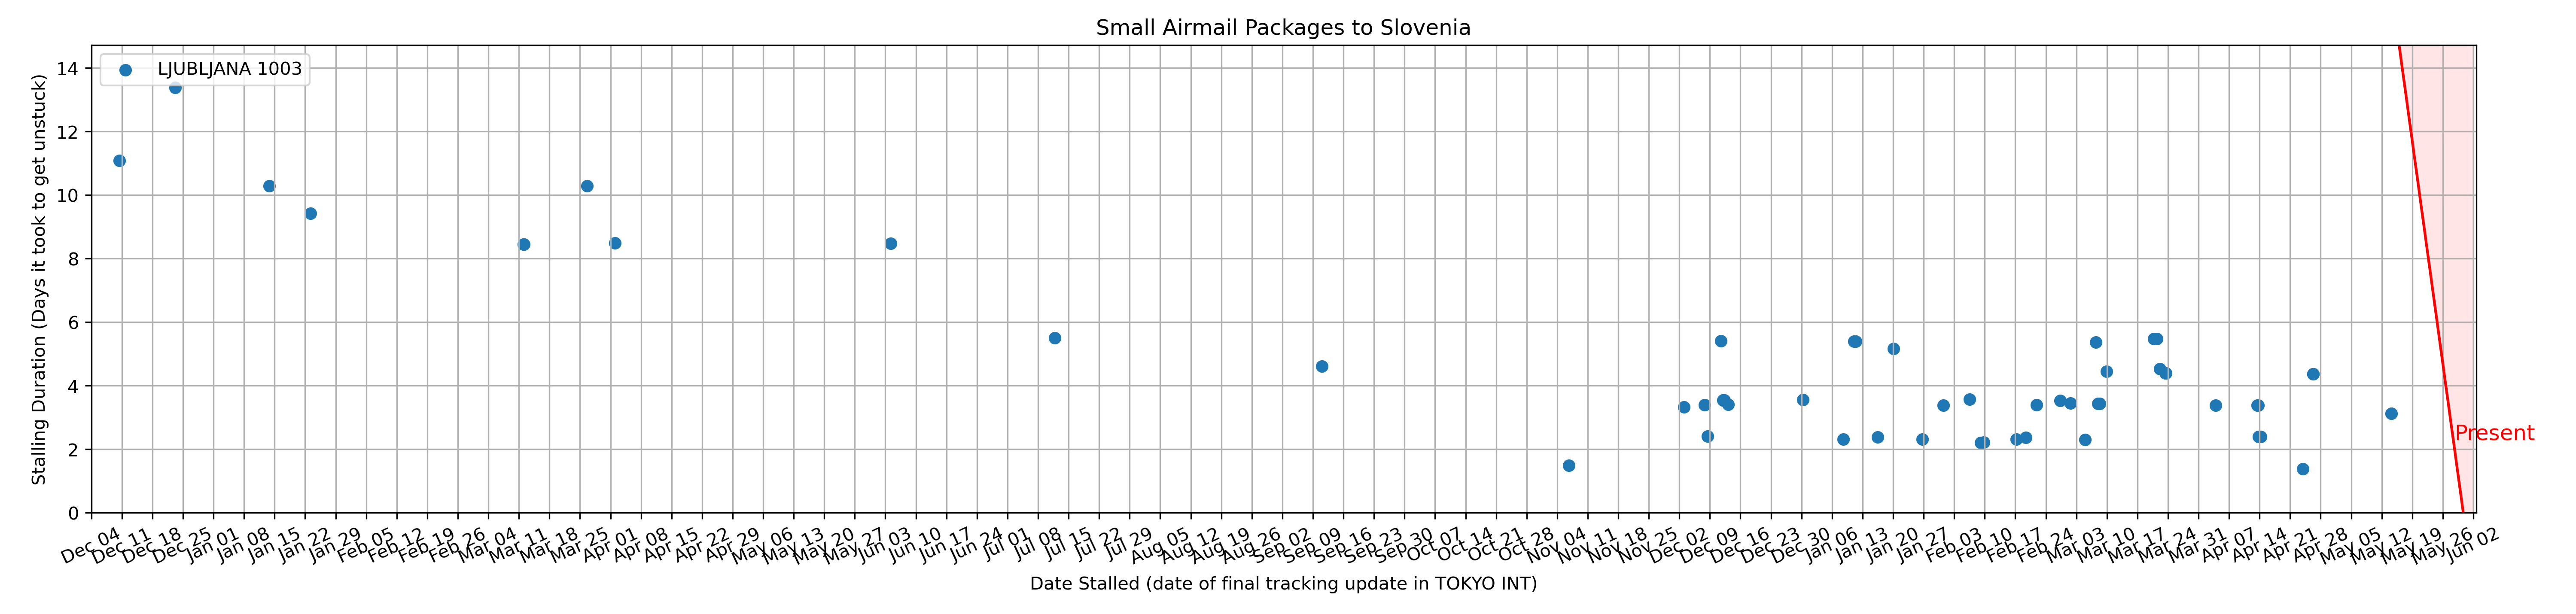 Small Airmail Packages to Slovenia
LJUBLJANA 1003
Stalling Duration (Days it took to get unstuck)
14
12
10
8
6
4
2
0
Present
Dec 04 Dec 11 Dec 18 Dec 25 Jan 01 Jan 08 Jan 15 Jan 22 Jan 29 Feb 05 Feb 12 Feb 19 Feb 26 Mar 04 Mar 11 Mar 18 Mar 25 Apr 01 Apr 08 Apr 15 Apr 22 Apr 29 May 06 May 13 May 20 May 27 Jun 03 Jun 10 Jun 17 Jun 24 Jul 01 Jul 08 Jul 15 Jul 22 Jul 29 Aug 05 Aug 12 Aug 19 Aug 26 Sep 02 Sep 09 Sep 16 Sep 23 Sep 30 Oct 07 Oct 14 Oct 21 Oct 28 Nov 04 Nov 11 Nov 18 Nov 25 Dec 02 Dec 09 Dec 16 Dec 23 Dec 30 Jan 06 Jan 13 Jan 20 Jan 27 Feb 03 Feb 10 Feb 17 Feb 24 Mar 03 Mar 10 Mar 17 Mar 24 Mar 31 Apr 07 Apr 14 Apr 21 Apr 28 May 05 May 12 May 19 May 26 Jun 02
Date Stalled (date of final tracking update in TOKYO INT)